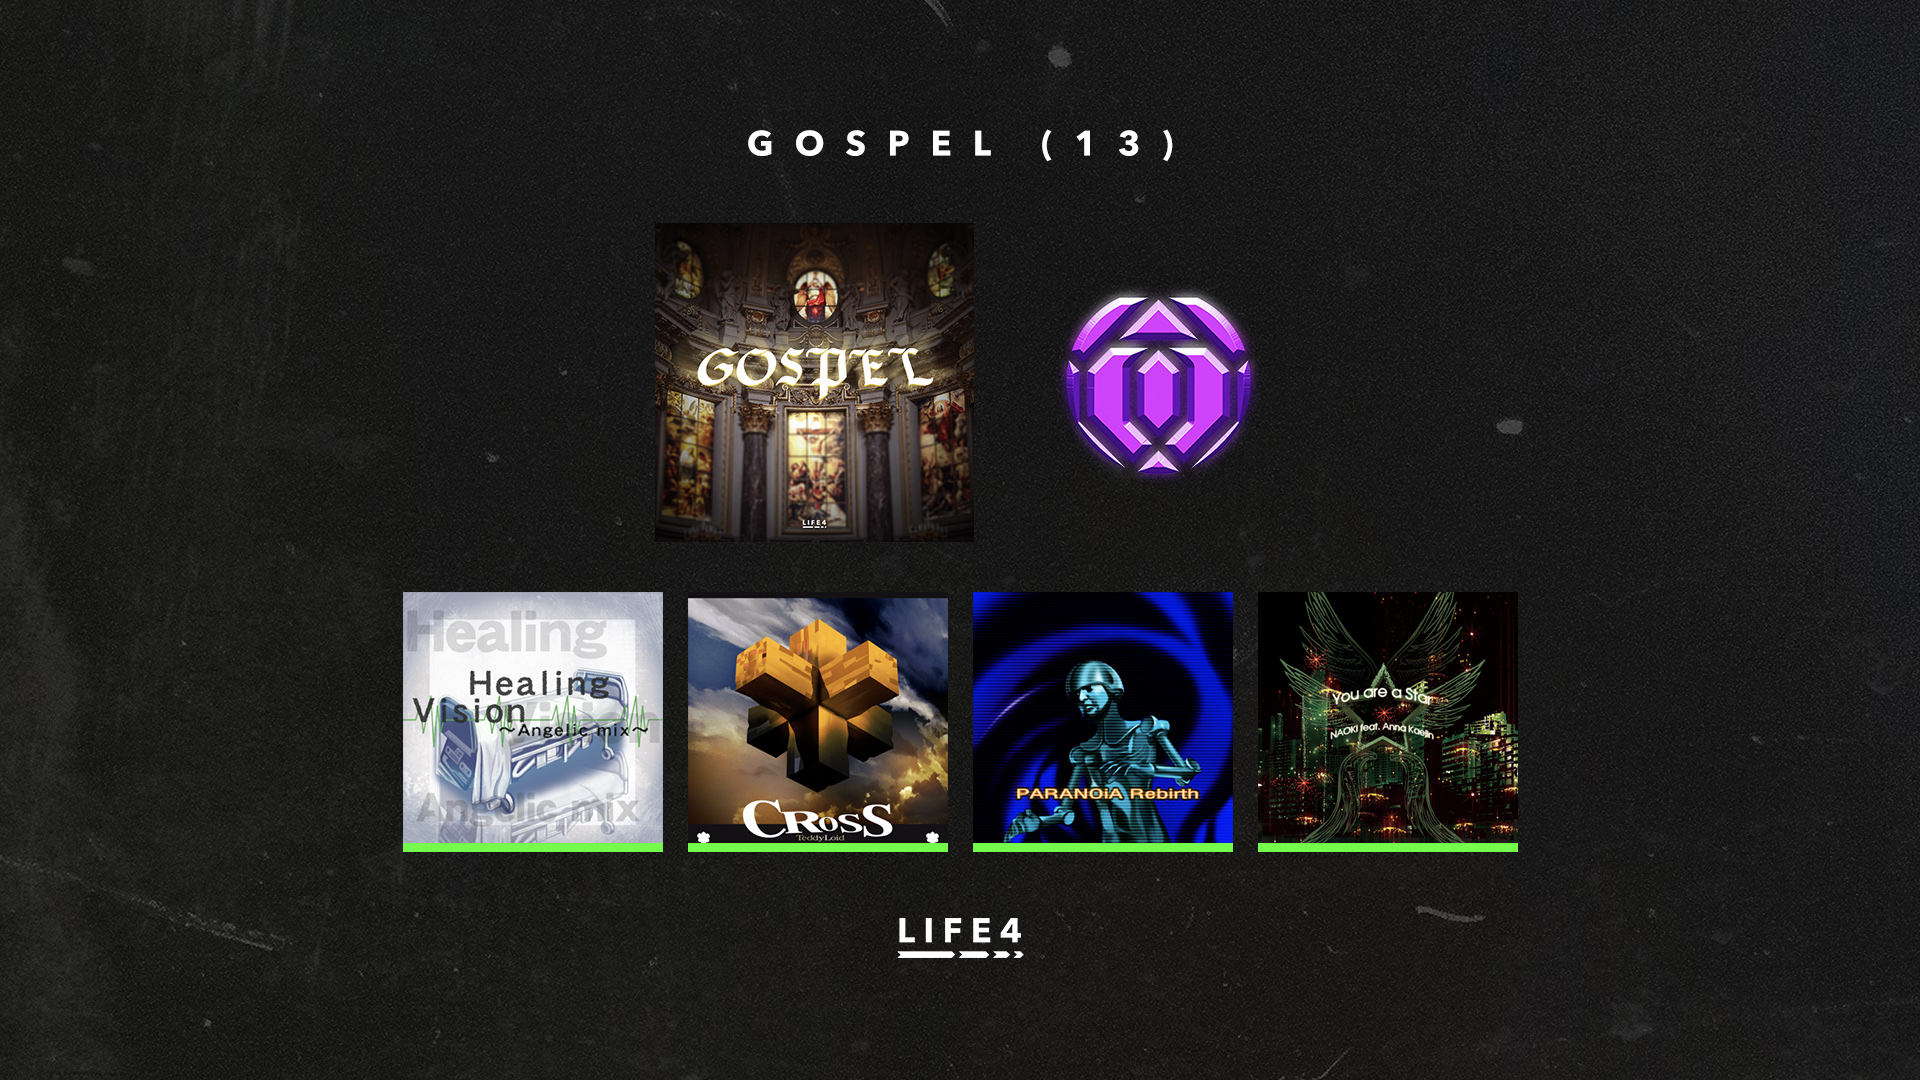 GOSPEL (13)
GOSPEL
LIFE4
Healing
Healing
Vision
～Angelic mix～
Angelic mix
CROSS
TeddyLoid
PARANOiA Rebirth
You are a Star
NAOKI feat. Anna Kaelin
LIFE4